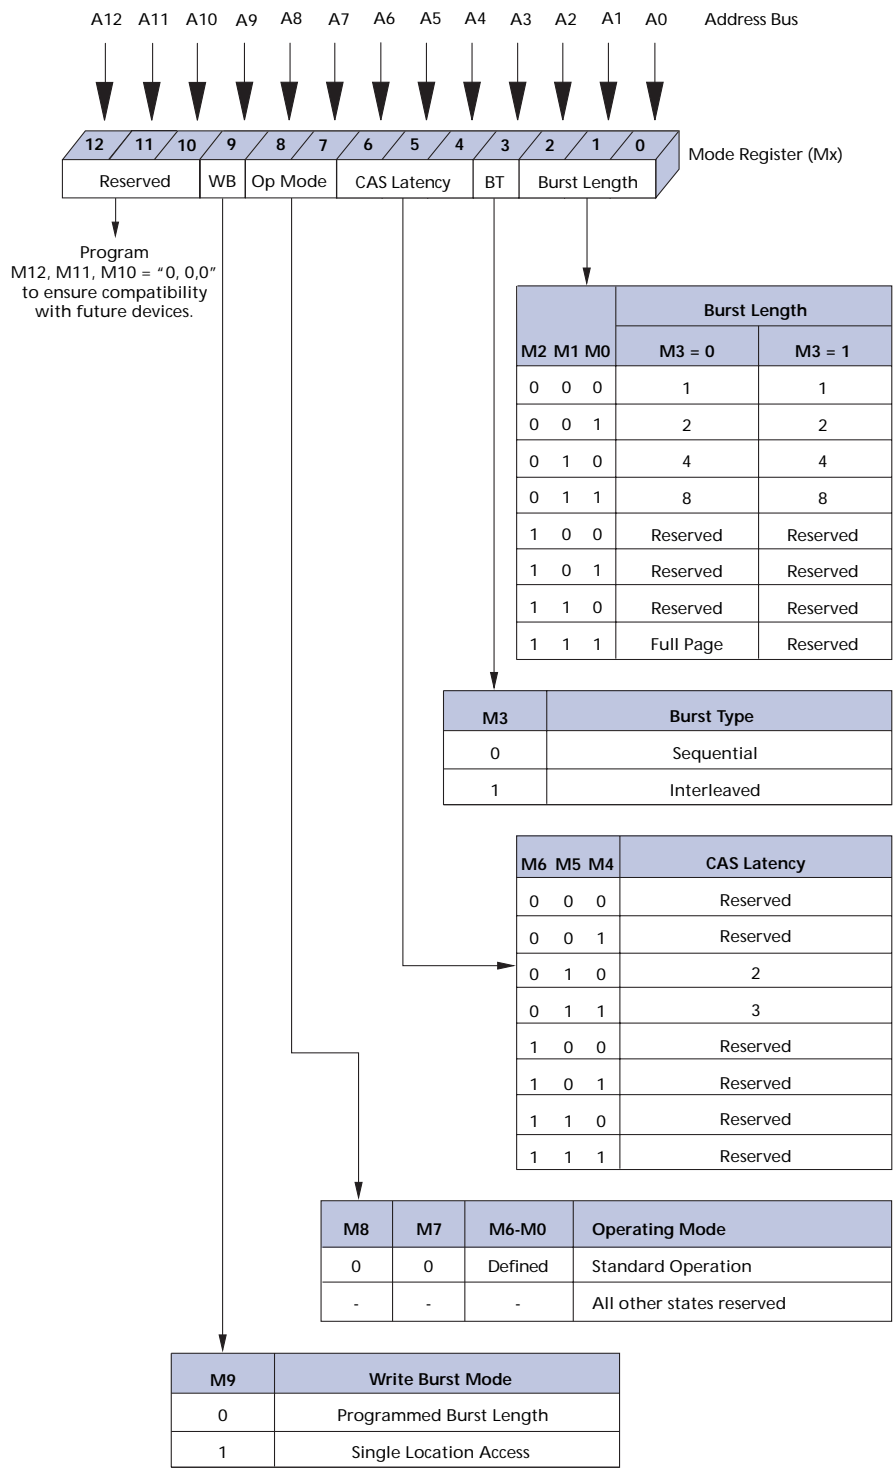 A12 A11 A10 A9 A8 A7 A6 A5 A4 A3 A2 A1 A0 Address Bus
12 11 10 9 8 7 6 5 4 3 2 1 0
Mode Register (Mx)
Reserved WB Op Mode CAS Latency BT Burst Length
Program
M12, M11, M10 = “0, 0,0”
to ensure compatibility
with future devices.
Burst Length
M2 M1 M0 M3 = 0 M3 = 1
0 0 0 1 1
0 0 1 2 2
0 1 0 4 4
0 1 1 8 8
1 0 0 Reserved Reserved
1 0 1 Reserved Reserved
1 1 0 Reserved Reserved
1 1 1 Full Page Reserved
M3 Burst Type
0 Sequential
1 Interleaved
M6 M5 M4 CAS Latency
0 0 0 Reserved
0 0 1 Reserved
0 1 0 2
0 1 1 3
1 0 0 Reserved
1 0 1 Reserved
1 1 0 Reserved
1 1 1 Reserved
M8 M7 M6-M0 Operating Mode
0 0 Defined Standard Operation
- - - All other states reserved
M9 Write Burst Mode
0 Programmed Burst Length
1 Single Location Access